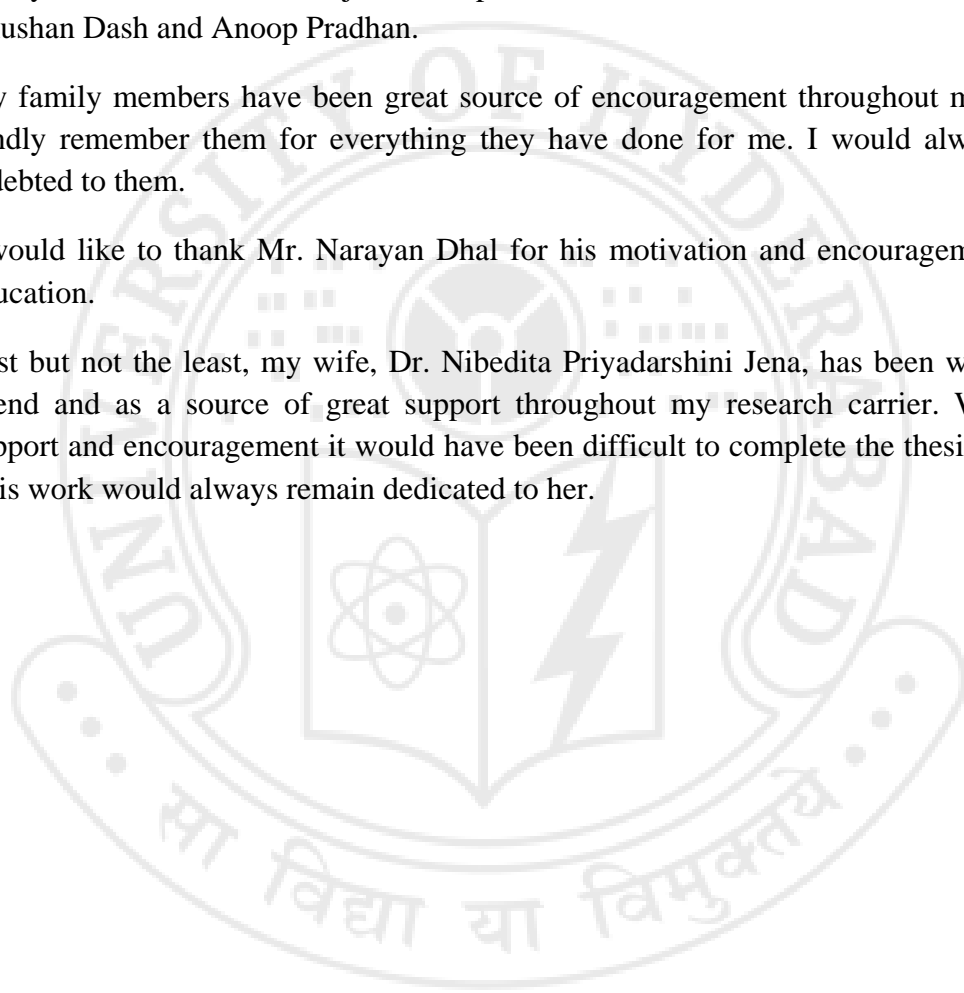 ushan Dash and Anoop Pradhan.
y family members have been great source of encouragement throughout m
ndly remember them for everything they have done for me. I would alw
debted to them.
would like to thank Mr. Narayan Dhal for his motivation and encouragem
ucation.
st but not the least, my wife, Dr. Nibedita Priyadarshini Jena, has been w
end and as a source of great support throughout my research carrier. W
pport and encouragement it would have been difficult to complete the thesi
is work would always remain dedicated to her.
UNIVERSITY OF HYDERABAD
सा विद्या या विमुक्तये